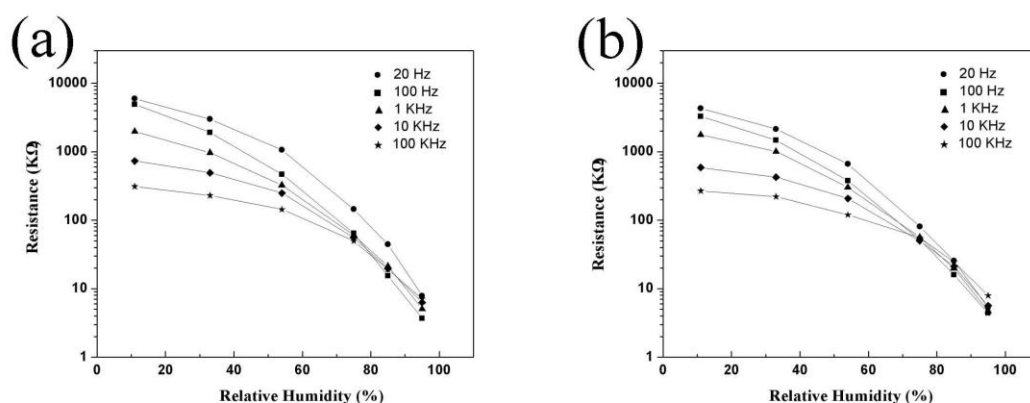 (a)
20 Hz
100 Hz
1 KHz
10 KHz
100 KHz
10000
1000
100
10
1
Resistance (KΩ)
0 20 40 60 80 100
Relative Humidity (%)
(b)
20 Hz
100 Hz
1 KHz
10 KHz
100 KHz
10000
1000
100
10
1
Resistance (KΩ)
0 20 40 60 80 100
Relative Humidity (%)